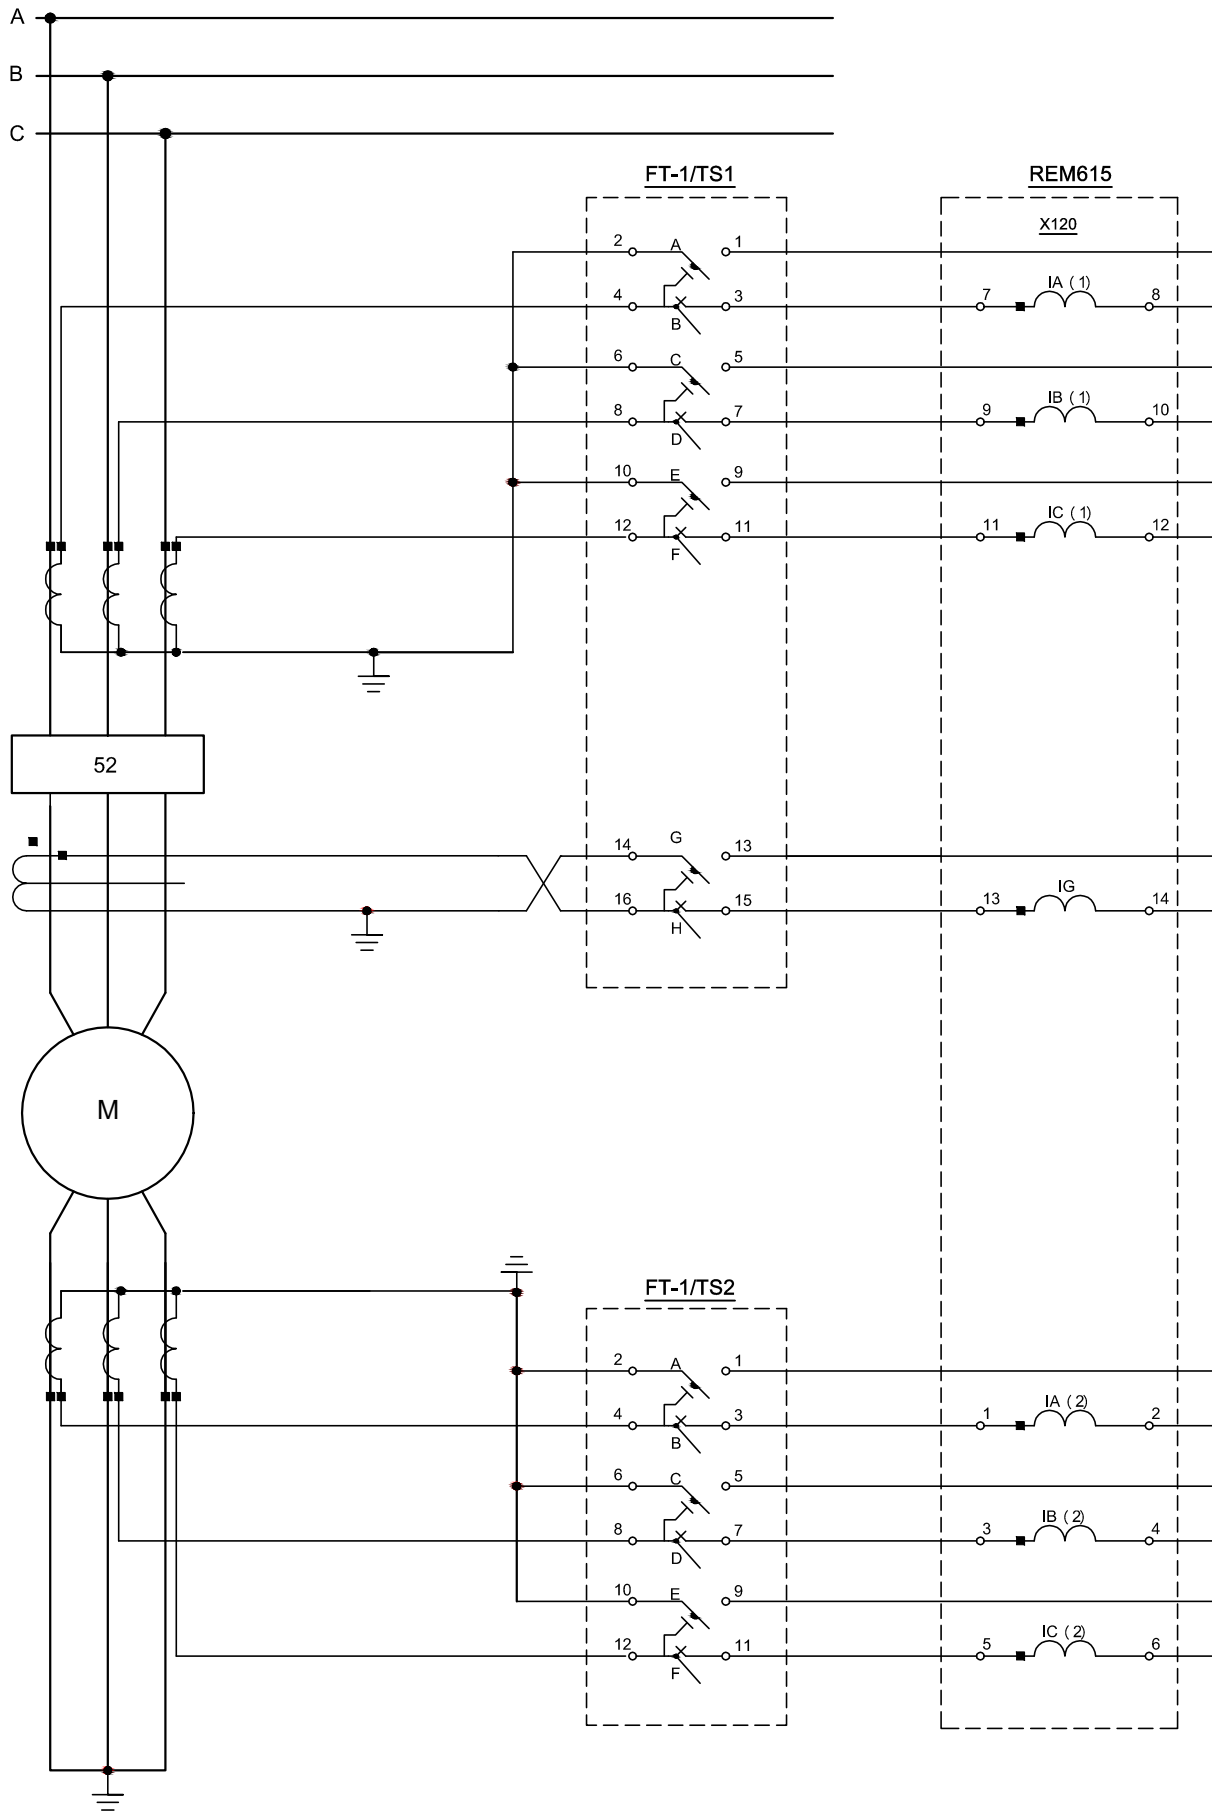 A
B
C
FT-1/TS1
REM615
X120
2 A 1
IA (1)
4 3 7 8
B
6 C 5
IB (1)
8 7 9 10
D
10 E 9
IC (1)
12 11 11 12
F
52
14 G 13
IG
16 15 13 14
H
M
FT-1/TS2
2 A 1
IA (2)
4 3 1 2
B
6 C 5
IB (2)
8 7 3 4
D
10 E 9
IC (2)
12 11 5 6
F